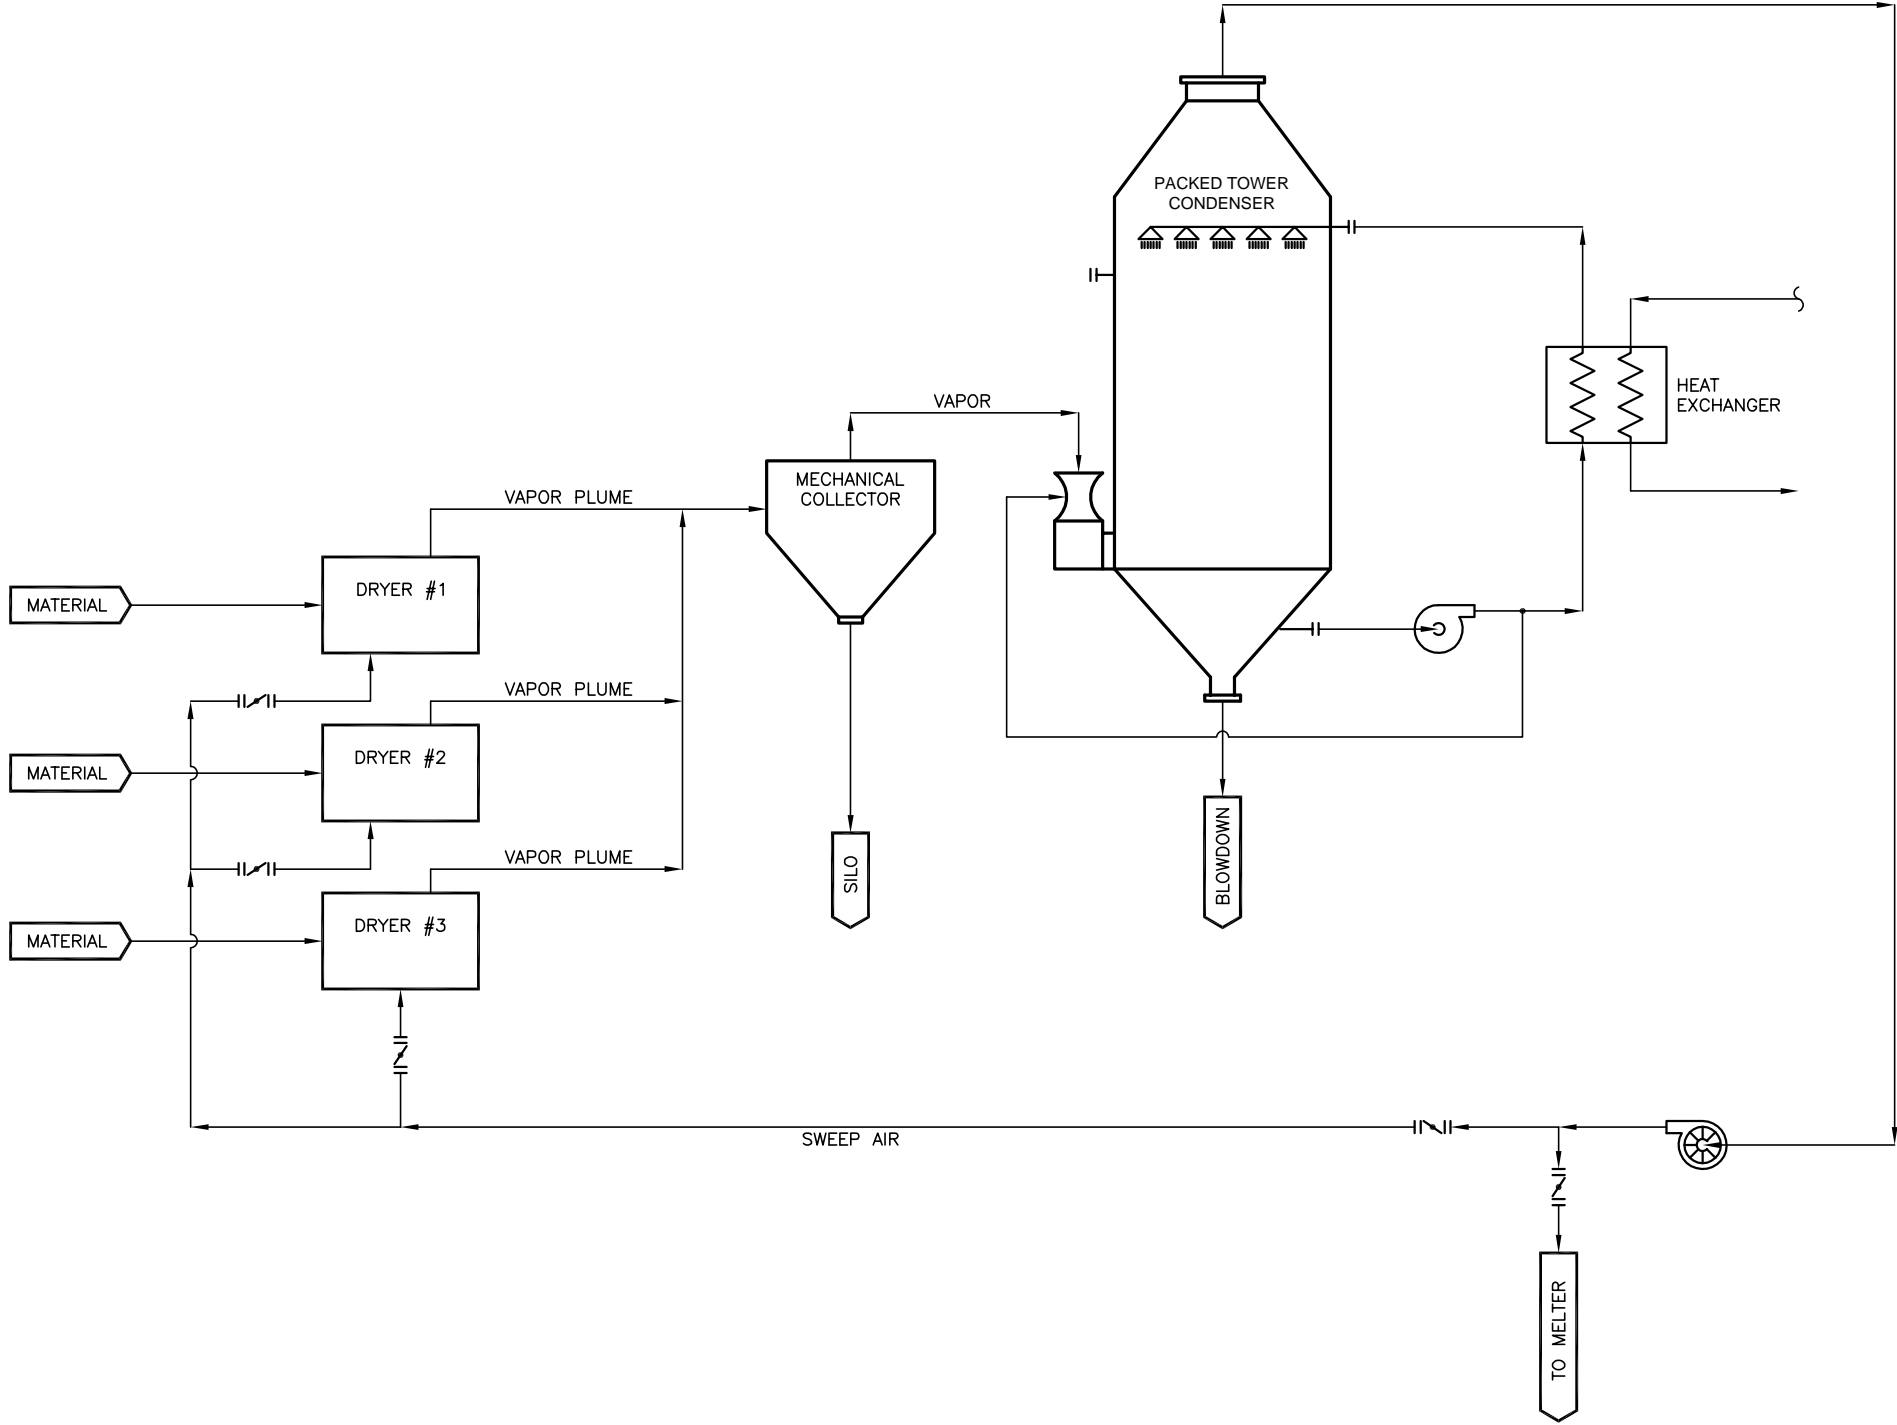 PACKED TOWER
CONDENSER
HEAT
EXCHANGER
VAPOR
MECHANICAL
COLLECTOR
VAPOR PLUME
DRYER #1
MATERIAL
VAPOR PLUME
DRYER #2
MATERIAL
VAPOR PLUME
DRYER #3
MATERIAL
SILO
BLOWDOWN
SWEEP AIR
TO MELTER